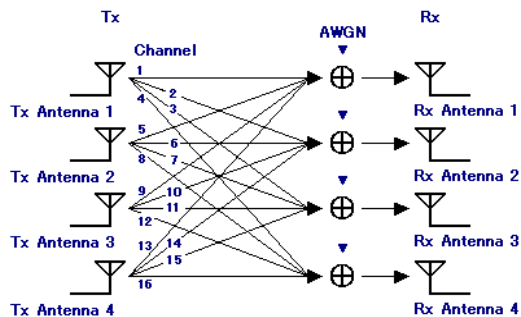 Tx
Rx
Channel
AWGN
1
2
3
4
Tx Antenna 1
Rx Antenna 1
5
6
7
8
Tx Antenna 2
Rx Antenna 2
9
10
11
12
Tx Antenna 3
Rx Antenna 3
13
14
15
16
Tx Antenna 4
Rx Antenna 4